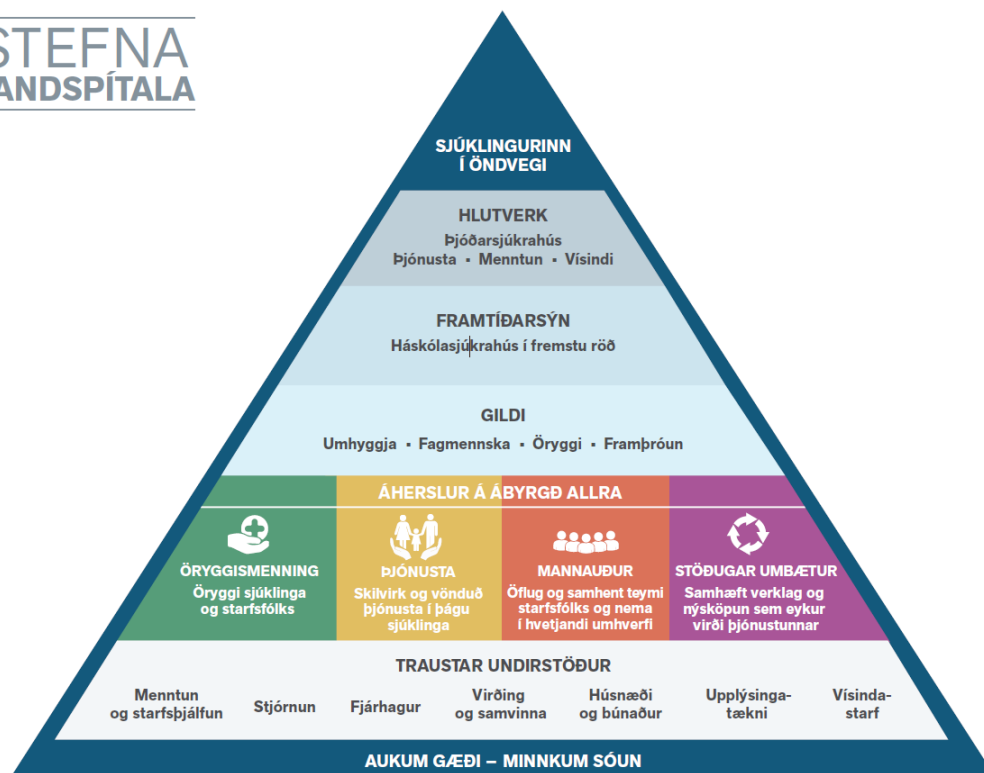 STEFNA
ANDSPÍTALA
SJÚKLINGURINN
Í ÖNDVEGI
HLUTVERK
Þjóðarsjúkrahús
Þjónusta ▪ Menntun ▪ Vísindi
FRAMTÍÐARSÝN
Háskólasjúkrahús í fremstu röð
GILDI
Umhyggja ▪ Fagmennska ▪ Öryggi ▪ Framþróun
ÁHERSLUR Á ÁBYRGÐ ALLRA
ÖRYGGISMENNING
Öryggi sjúklinga
og starfsfólks
ÞJÓNUSTA
Skilvirk og vönduð
þjónusta í þágu
sjúklinga
MANNAUÐUR
Öflug og samhent teymi
starfsfólks og nema
í hvetjandi umhverfi
STÖÐUGAR UMBÆTUR
Samhæft verklag og
nýsköpun sem eykur
virði þjónustunnar
TRAUSTAR UNDIRSTÖÐUR
Menntun
og starfsþjálfun
Stjórnun
Fjárhagur
Virðing
og samvinna
Húsnæði
og búnaður
Upplýsinga-
tækni
Vísinda-
starf
AUKUM GÆÐI – MINNKUM SÓUN